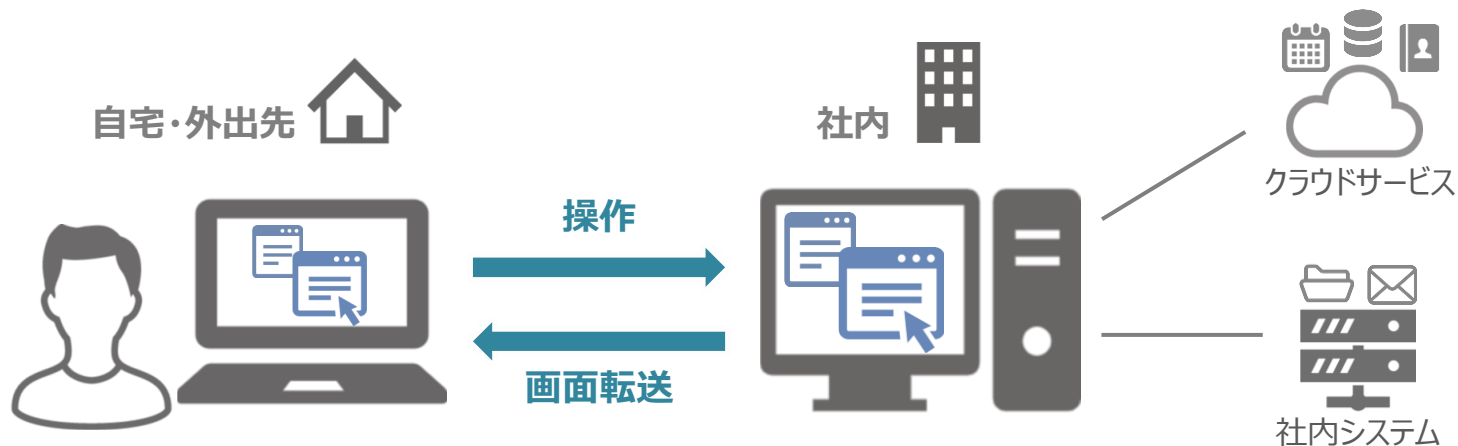 自宅・外出先
社内
クラウドサービス
操作
画面転送
社内システム